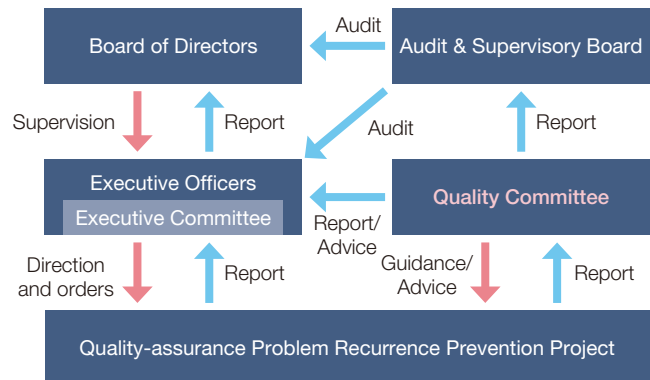 Board of Directors
Audit
Audit & Supervisory Board
Supervision
Report
Audit
Report
Executive Officers
Executive Committee
Quality Committee
Report/
Advice
Direction
and orders
Report
Guidance/
Advice
Report
Quality-assurance Problem Recurrence Prevention Project